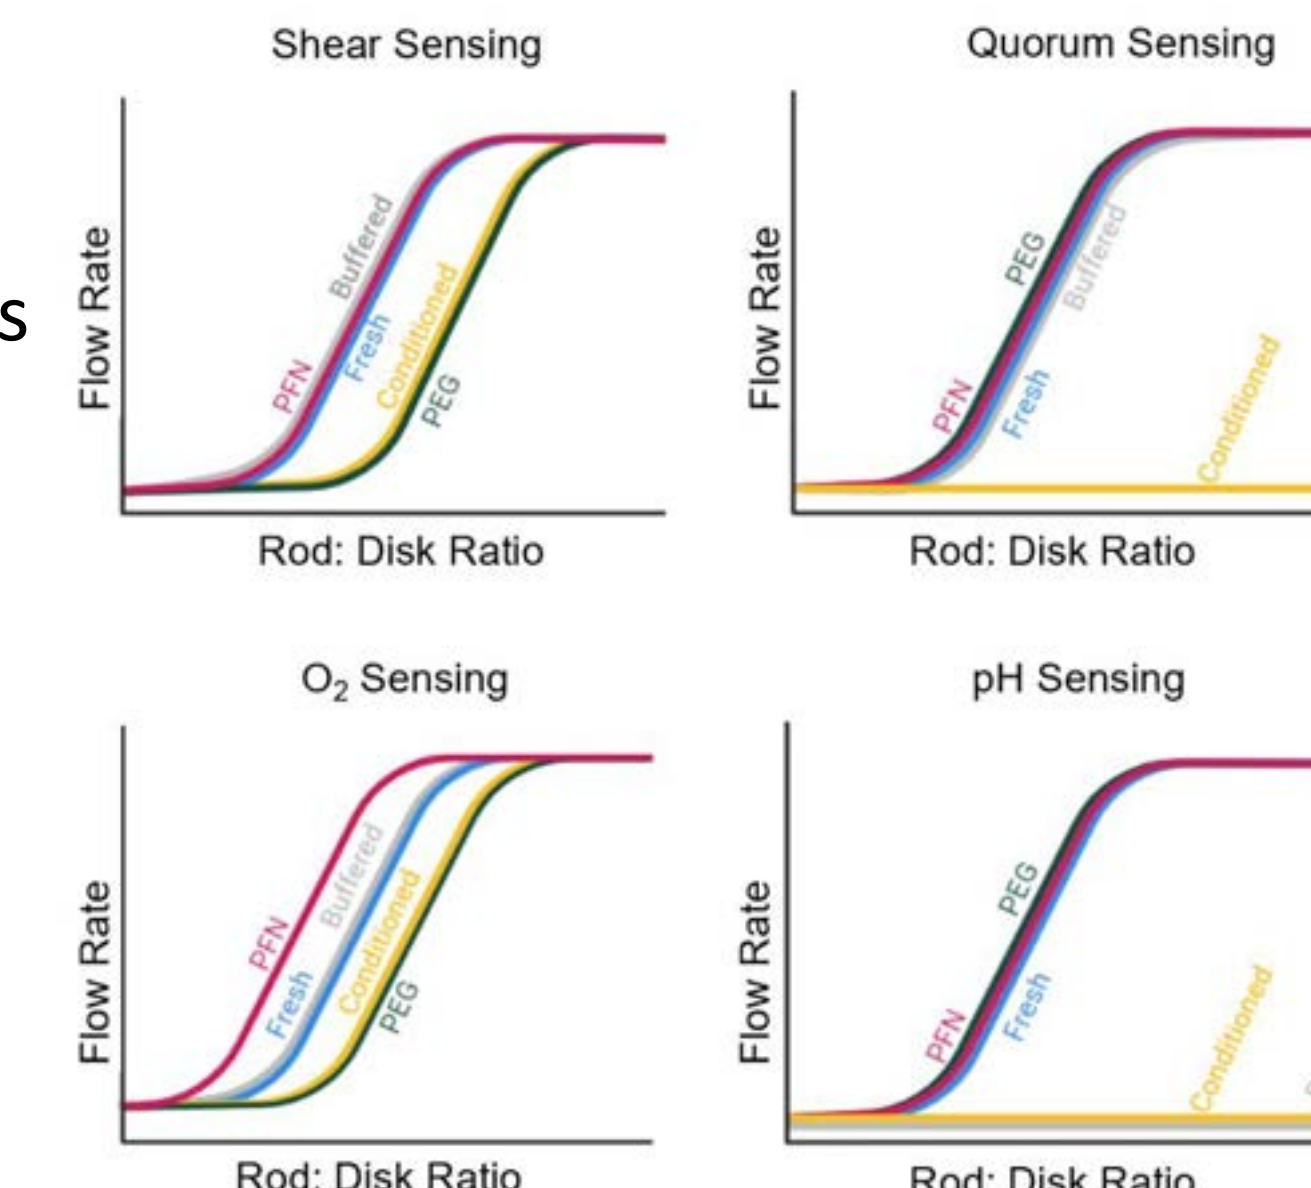 s
Shear Sensing
Flow Rate
PFN
Buffered
Fresh
Conditioned
PEG
Rod: Disk Ratio
Quorum Sensing
Flow Rate
PFN
PEG
Fresh
Buffered
Conditioned
Rod: Disk Ratio
O₂ Sensing
Flow Rate
PFN
Buffered
Fresh
Conditioned
PEG
Rod: Disk Ratio
pH Sensing
Flow Rate
PFN
PEG
Fresh
Conditioned
Rod: Disk Ratio